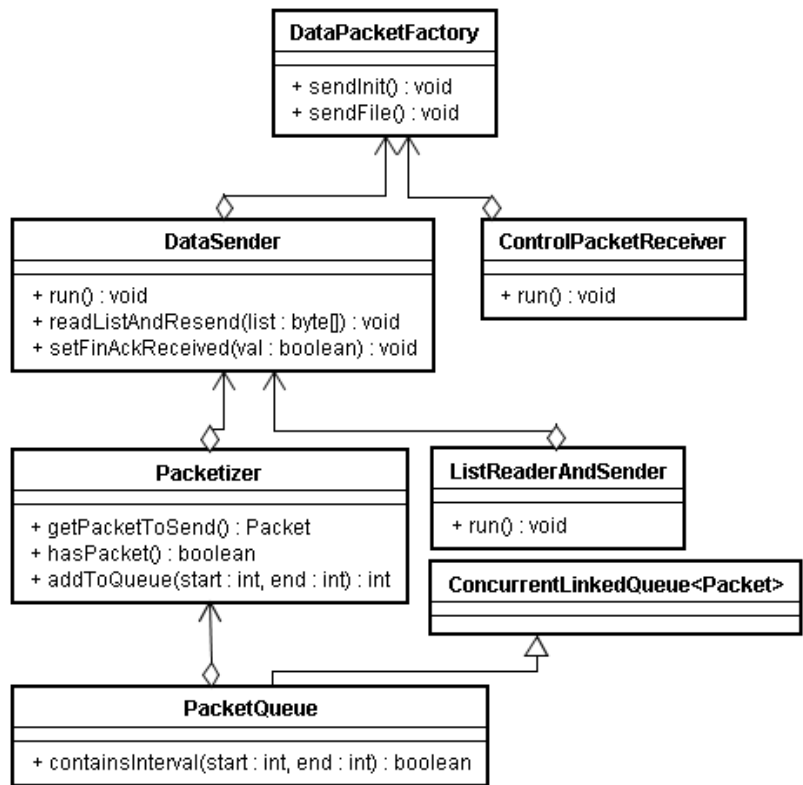 DataPacketFactory
+ sendInit() : void
+ sendFile() : void
DataSender
+ run() : void
+ readListAndResend(list : byte[]) : void
+ setFinAckReceived(val : boolean) : void
ControlPacketReceiver
+ run() : void
Packetizer
+ getPacketToSend() : Packet
+ hasPacket() : boolean
+ addToQueue(start : int, end : int) : int
ListReaderAndSender
+ run() : void
ConcurrentLinkedQueue<Packet>
PacketQueue
+ containsInterval(start : int, end : int) : boolean